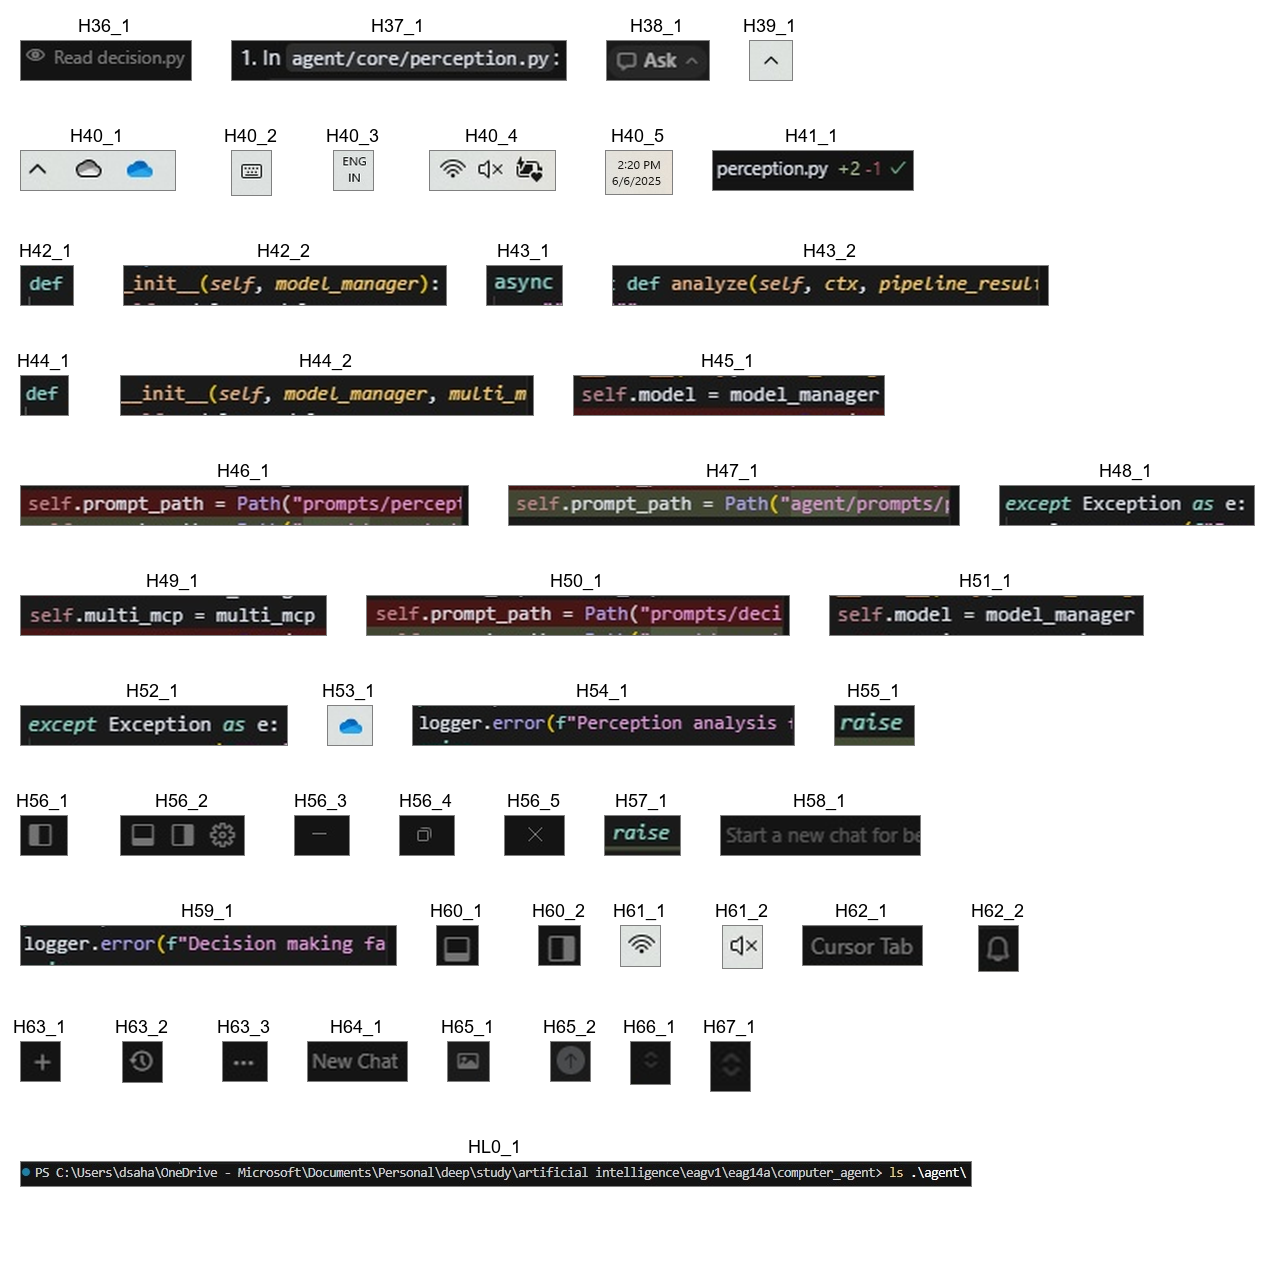 H36_1 H37_1 H38_1 H39_1
Read decision.py 1. In agent/core/perception.py: Ask
H40_1 H40_2 H40_3 H40_4 H40_5 H41_1
ENG
IN
2:20 PM
6/6/2025
perception.py +2 -1
H42_1 H42_2 H43_1 H43_2
def _init__(self, model_manager): async def analyze(self, ctx, pipeline_result
H44_1 H44_2 H45_1
def __init__(self, model_manager, multi_m self.model = model_manager
H46_1 H47_1 H48_1
self.prompt_path = Path("prompts/percept self.prompt_path = Path("agent/prompts/p except Exception as e:
H49_1 H50_1 H51_1
self.multi_mcp = multi_mcp self.prompt_path = Path("prompts/deci self.model = model_manager
H52_1 H53_1 H54_1 H55_1
except Exception as e: logger.error(f"Perception analysis f raise
H56_1 H56_2 H56_3 H56_4 H56_5 H57_1 H58_1
raise Start a new chat for be
H59_1 H60_1 H60_2 H61_1 H61_2 H62_1 H62_2
logger.error(f"Decision making fa Cursor Tab
H63_1 H63_2 H63_3 H64_1 H65_1 H65_2 H66_1 H67_1
New Chat
HL0_1
PS C:\Users\dsaha\OneDrive - Microsoft\Documents\Personal\deep\study\artificial intelligence\eagv1\eag14a\computer_agent> ls .\agent\